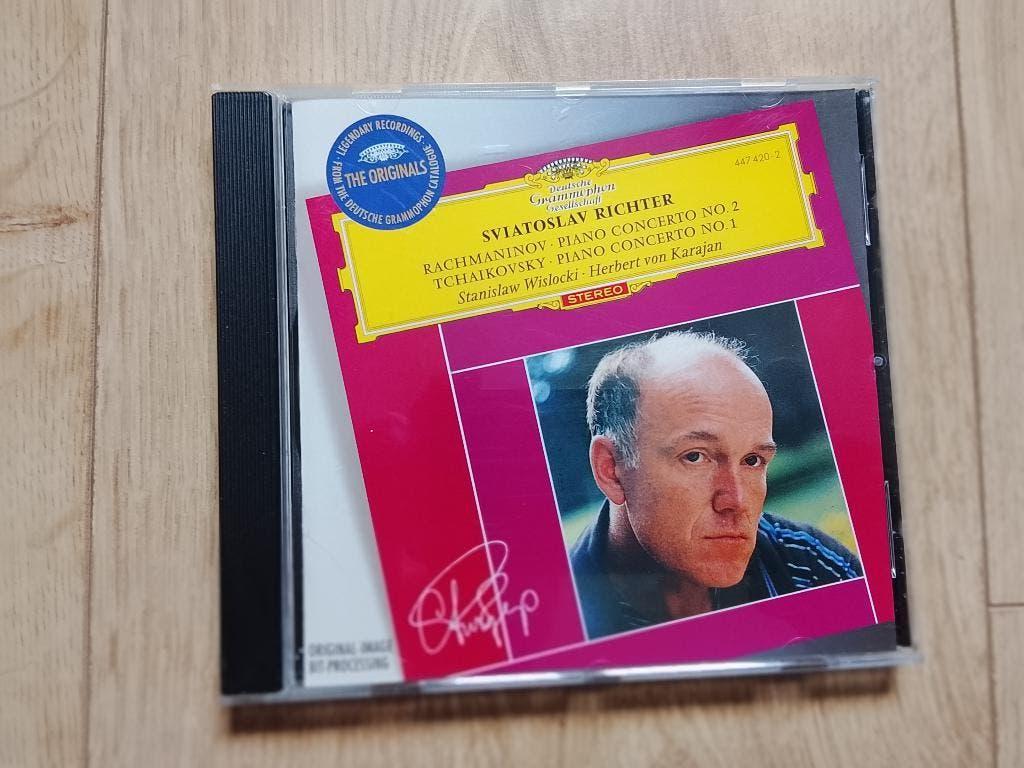 LEGENDARY RECORDINGS
THE ORIGINALS
FROM THE DEUTSCHE GRAMMOPHON CATALOGUE
Deutsche
Grammophon
Gesellschaft
447 420-2
SVIATOSLAV RICHTER
RACHMANINOV · PIANO CONCERTO NO. 2
TCHAIKOVSKY · PIANO CONCERTO NO. 1
Stanislaw Wislocki · Herbert von Karajan
STEREO
ORIGINAL-IMAGE
BIT-PROCESSING